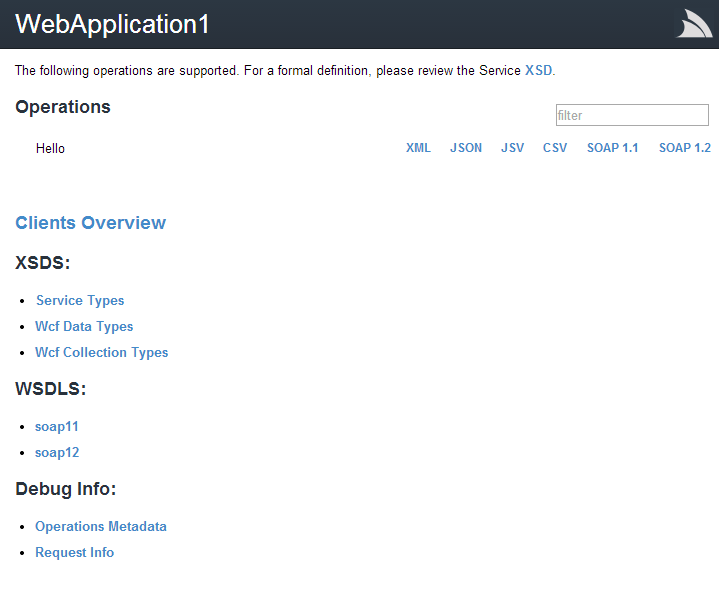 WebApplication1
The following operations are supported. For a formal definition, please review the Service XSD.
Operations
filter
Hello XML JSON JSV CSV SOAP 1.1 SOAP 1.2
Clients Overview
XSDS:
Service Types
Wcf Data Types
Wcf Collection Types
WSDLS:
soap11
soap12
Debug Info:
Operations Metadata
Request Info